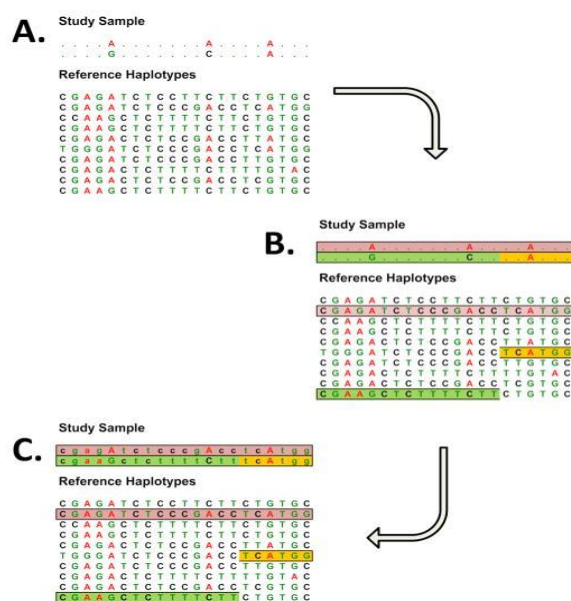 A.
Study Sample
. . . . A . . . . . . . A . . . . A . . .
. . . . G . . . . . . . C . . . . A . . .
Reference Haplotypes
C G A G A T C T C C T T C T T C T G T G C
C G A G A T C T C C C G A C C T C A T G G
C C A A G C T C T T T T C T T C T G T G C
C G A A G C T C T T T T C T T C T G T G C
C G A G A C T C T C C G A C C T T A T G C
T G G G A T C T C C C G A C C T C A T G G
C G A G A T C T C C C G A C C T T G T G C
C G A G A C T C T T T T C T T T T G T A C
C G A G A C T C T C C G A C C T C G T G C
C G A A G C T C T T T T C T T C T G T G C
B.
Study Sample
. . . . A . . . . . . . A . . . . A . . .
. . . . G . . . . . . . C . . . . A . . .
Reference Haplotypes
C G A G A T C T C C T T C T T C T G T G C
C G A G A T C T C C C G A C C T C A T G G
C C A A G C T C T T T T C T T C T G T G C
C G A A G C T C T T T T C T T C T G T G C
C G A G A C T C T C C G A C C T T A T G C
T G G G A T C T C C C G A C C T C A T G G
C G A G A T C T C C C G A C C T T G T G C
C G A G A C T C T T T T C T T T T G T A C
C G A G A C T C T C C G A C C T C G T G C
C G A A G C T C T T T T C T T C T G T G C
C.
Study Sample
c g a g A t c t c c c g A c c t c A t g g
c g a a G c t c t t t t C t t t c A t g g
Reference Haplotypes
C G A G A T C T C C T T C T T C T G T G C
C G A G A T C T C C C G A C C T C A T G G
C C A A G C T C T T T T C T T C T G T G C
C G A A G C T C T T T T C T T C T G T G C
C G A G A C T C T C C G A C C T T A T G C
T G G G A T C T C C C G A C C T C A T G G
C G A G A T C T C C C G A C C T T G T G C
C G A G A C T C T T T T C T T T T G T A C
C G A G A C T C T C C G A C C T C G T G C
C G A A G C T C T T T T C T T C T G T G C